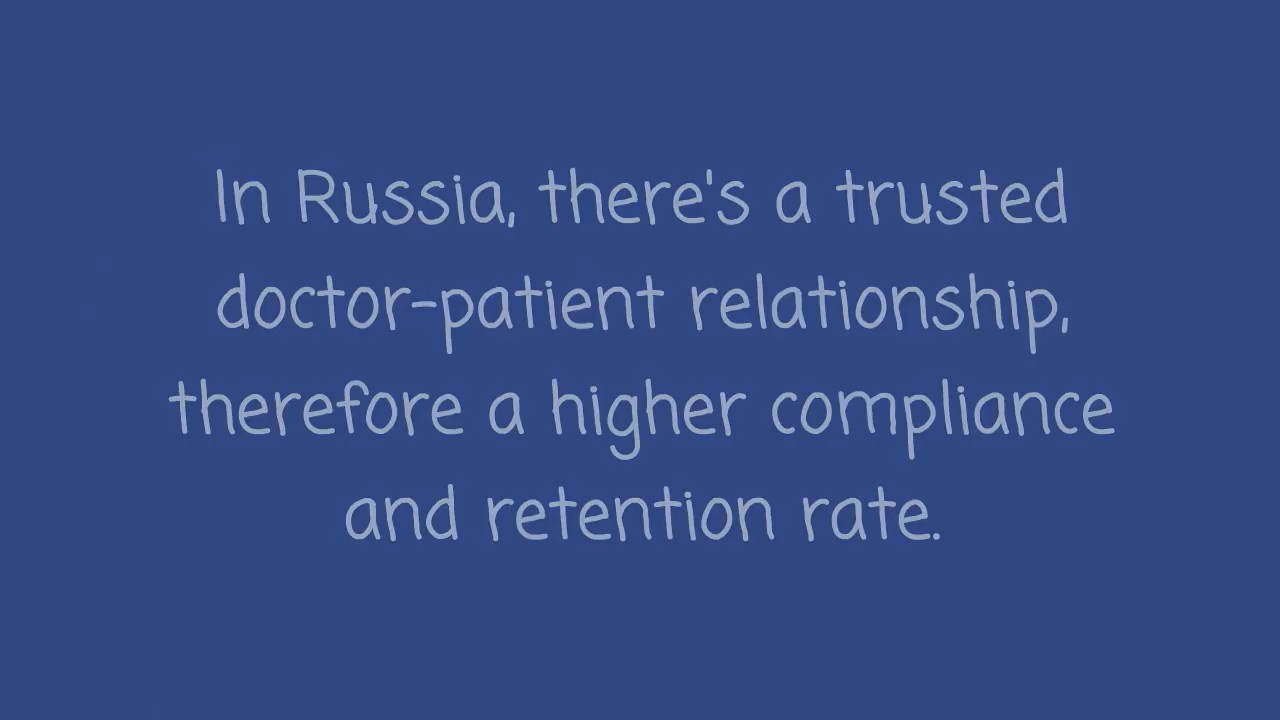 In Russia, there's a trusted
doctor-patient relationship,
therefore a higher compliance
and retention rate.